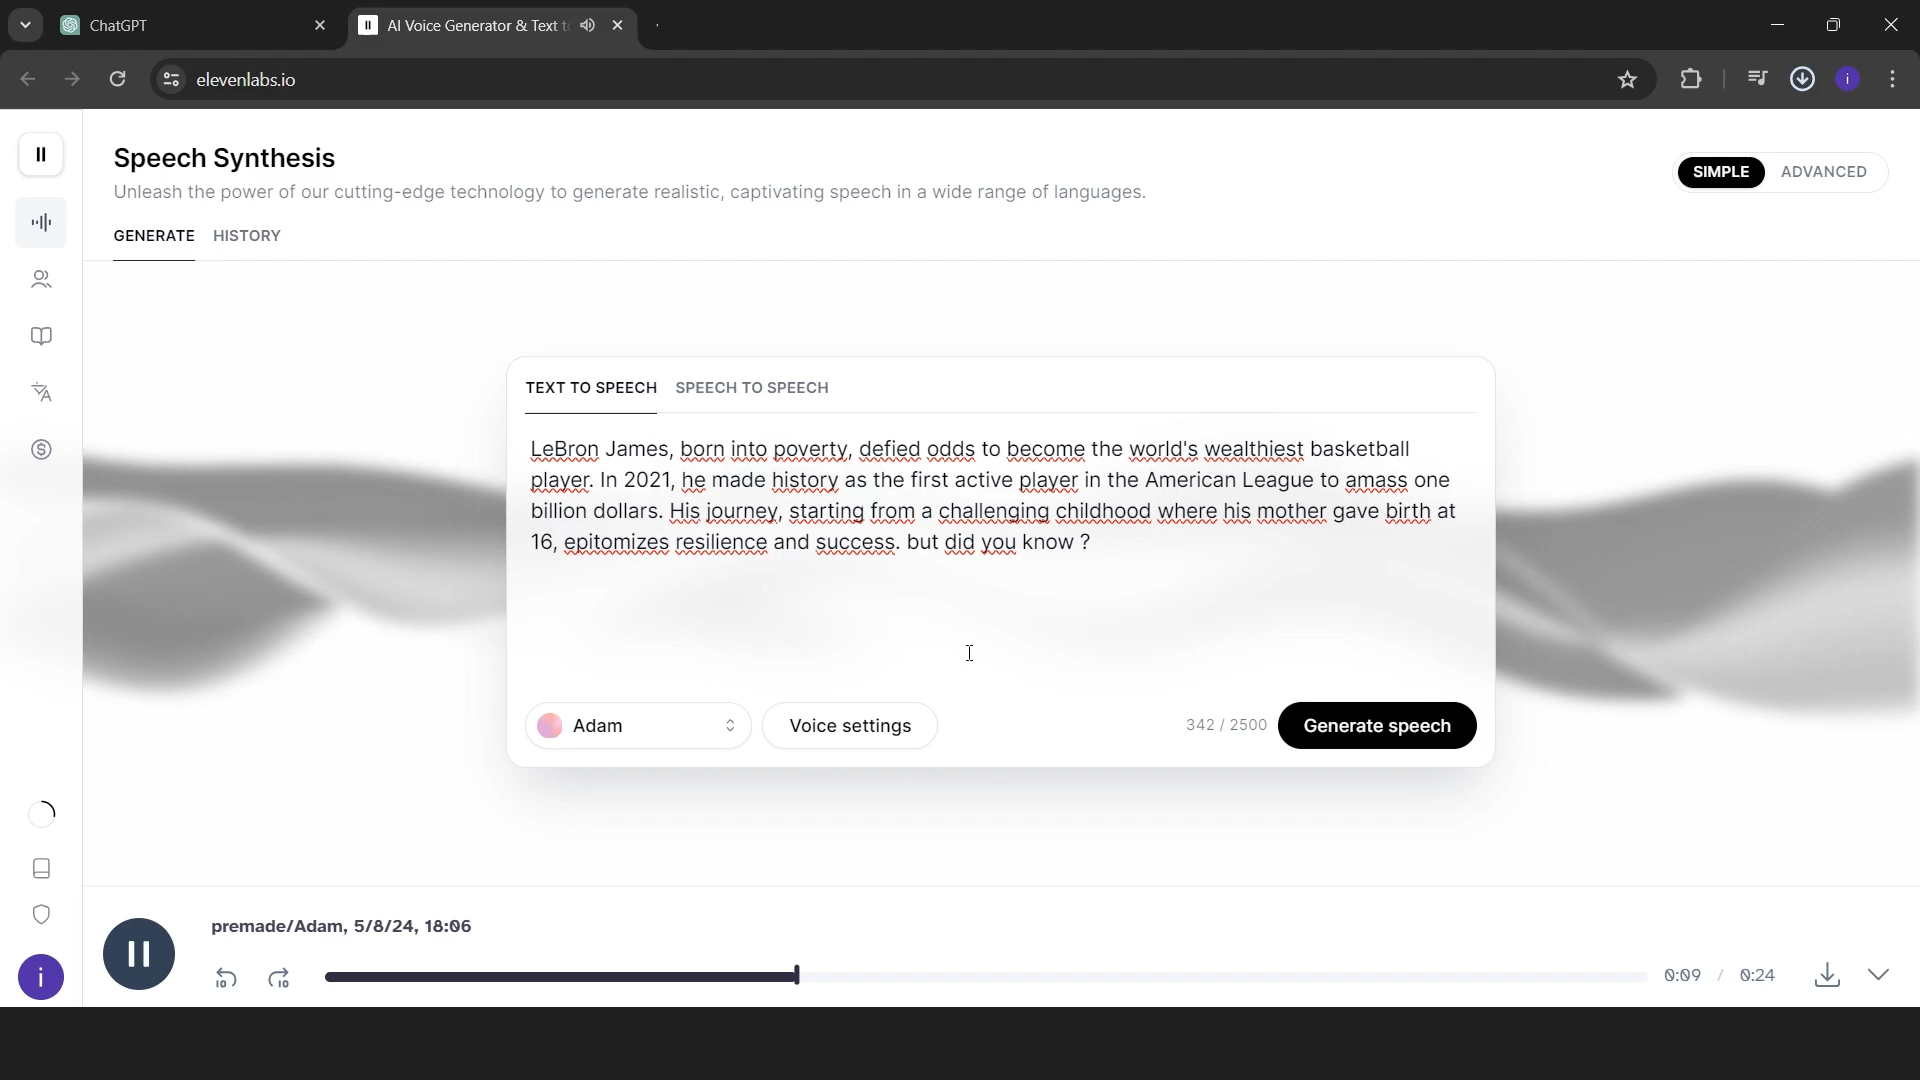 ChatGPT
AI Voice Generator & Text to
elevenlabs.io
i
Speech Synthesis
Unleash the power of our cutting-edge technology to generate realistic, captivating speech in a wide range of languages.
SIMPLE ADVANCED
GENERATE HISTORY
TEXT TO SPEECH SPEECH TO SPEECH
LeBron James, born into poverty, defied odds to become the world's wealthiest basketball
player. In 2021, he made history as the first active player in the American League to amass one
billion dollars. His journey, starting from a challenging childhood where his mother gave birth at
16, epitomizes resilience and success. but did you know ?
Adam
Voice settings
342 / 2500
Generate speech
premade/Adam, 5/8/24, 18:06
i
10
10
0:09 / 0:24